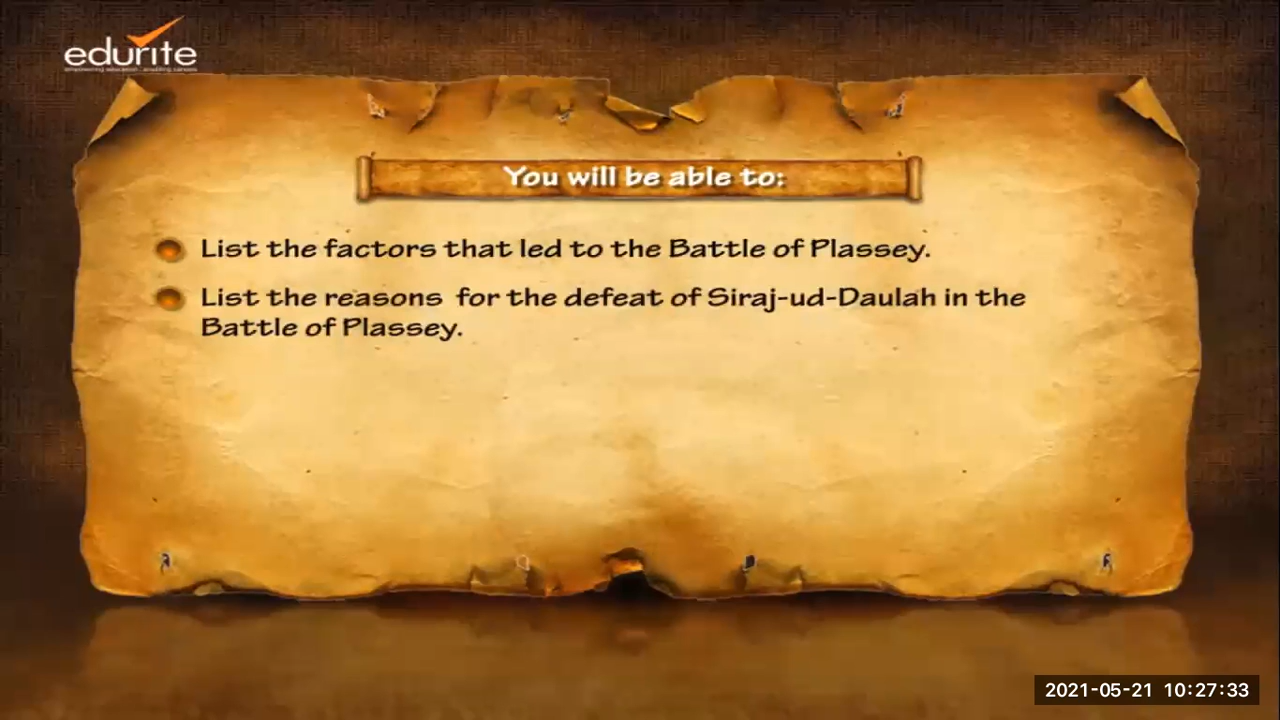 edurite
You will be able to:
List the factors that led to the Battle of Plassey.
List the reasons for the defeat of Siraj-ud-Daulah in the
Battle of Plassey.
2021-05-21 10:27:33